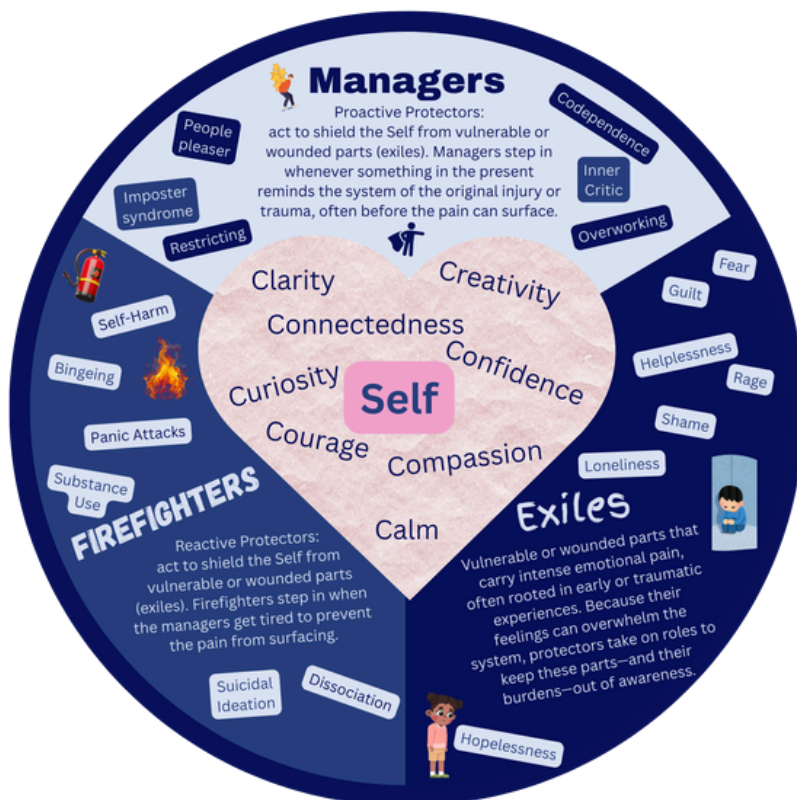 Managers
Proactive Protectors:
act to shield the Self from vulnerable or
wounded parts (exiles). Managers step in
whenever something in the present
reminds the system of the original injury or
trauma, often before the pain can surface.
People
pleaser
Imposter
syndrome
Restricting
Codependence
Inner
Critic
Overworking
Clarity
Creativity
Connectedness
Confidence
Curiosity
Self
Courage
Compassion
Calm
Self-Harm
Bingeing
Panic Attacks
Substance
Use
FIREFIGHTERS
Reactive Protectors:
act to shield the Self from
vulnerable or wounded parts
(exiles). Firefighters step in when
the managers get tired to prevent
the pain from surfacing.
Suicidal
Ideation
Dissociation
Fear
Guilt
Helplessness
Rage
Shame
Loneliness
Exiles
Vulnerable or wounded parts that
carry intense emotional pain,
often rooted in early or traumatic
experiences. Because their
feelings can overwhelm the
system, protectors take on roles to
keep these parts—and their
burdens—out of awareness.
Hopelessness